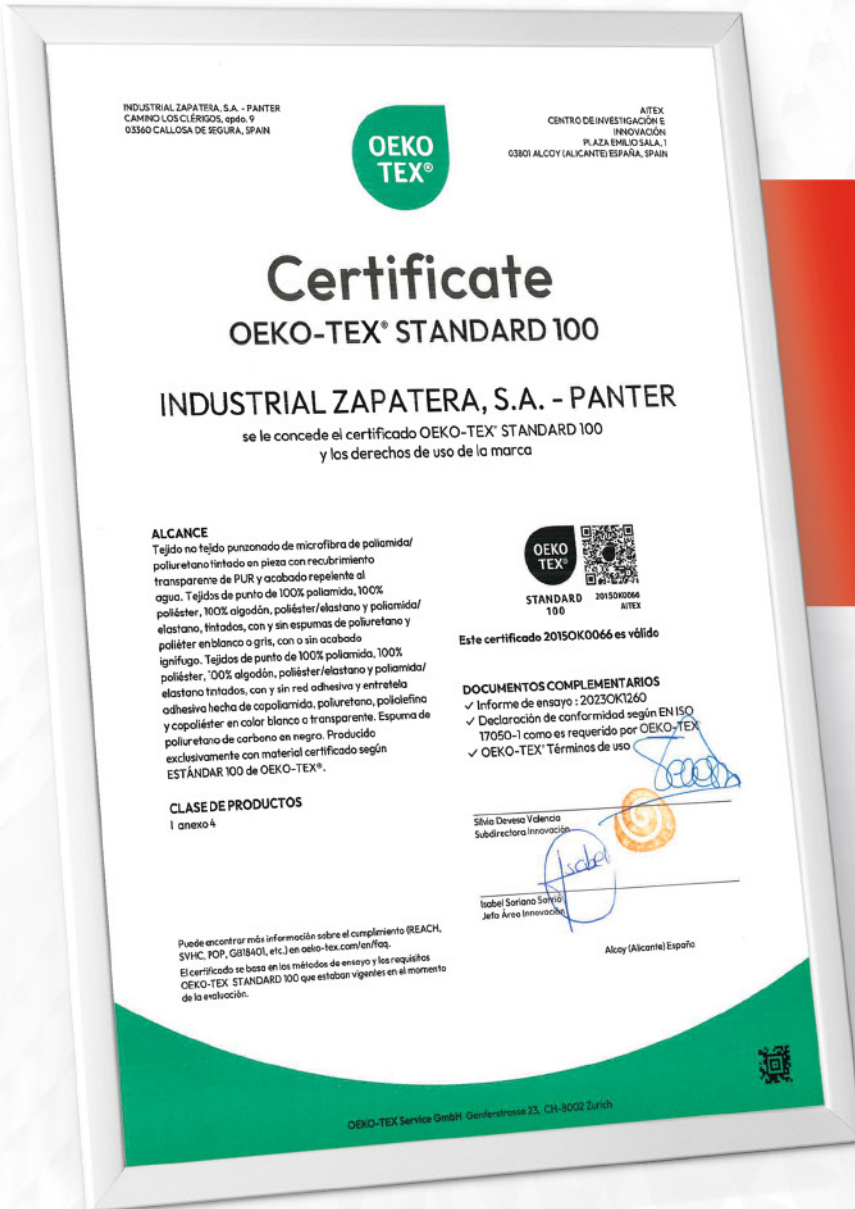 INDUSTRIAL ZAPATERA, S.A. - PANTER
CAMINO LOS CLÉRIGOS, apdo. 9
03360 CALLOSA DE SEGURA, SPAIN
AITEX
CENTRO DE INVESTIGACIÓN E
INNOVACIÓN
PLAZA EMILIO SALA, 1
03801 ALCOY (ALICANTE) ESPAÑA, SPAIN
OEKO
TEX®
Certificate
OEKO-TEX® STANDARD 100
INDUSTRIAL ZAPATERA, S.A. - PANTER
se le concede el certificado OEKO-TEX® STANDARD 100
y los derechos de uso de la marca
ALCANCE
Tejido no tejido punzonado de microfibra de poliamida/
poliuretano tintado en pieza con recubrimiento
transparente de PUR y acabado repelente al
agua. Tejidos de punto de 100% poliamida, 100%
poliéster, 100% algodón, poliéster/elastano y poliamida/
elastano, tintados, con y sin espumas de poliuretano y
poliéter en blanco o gris, con o sin acabado
ignífugo. Tejidos de punto de 100% poliamida, 100%
poliéster, 100% algodón, poliéster/elastano y poliamida/
elastano tintados, con y sin red adhesiva y entretela
adhesiva hecha de copoliamida, poliuretano, poliolefina
y copoliéster en color blanco o transparente. Espuma de
poliuretano de carbono en negro. Producido
exclusivamente con material certificado según
ESTÁNDAR 100 de OEKO-TEX®.
CLASE DE PRODUCTOS
I anexo 4
OEKO
TEX®
STANDARD
100
2015OK0066
AITEX
Este certificado 2015OK0066 es válido
DOCUMENTOS COMPLEMENTARIOS
✓ Informe de ensayo : 2023OK1260
✓ Declaración de conformidad según EN ISO
17050-1 como es requerido por OEKO-TEX
✓ OEKO-TEX® Términos de uso
Silvia Devesa Valencia
Subdirectora Innovación
Isabel
Isabel Soriano Sarrió
Jefa Área Innovación
Alcoy (Alicante) España
Puede encontrar más información sobre el cumplimiento (REACH,
SVHC, POP, GB18401, etc.) en oeko-tex.com/en/faq.
El certificado se basa en los métodos de ensayo y los requisitos
OEKO-TEX® STANDARD 100 que estaban vigentes en el momento
de la evaluación.
OEKO-TEX Service GmbH Genferstrasse 23, CH-8002 Zurich